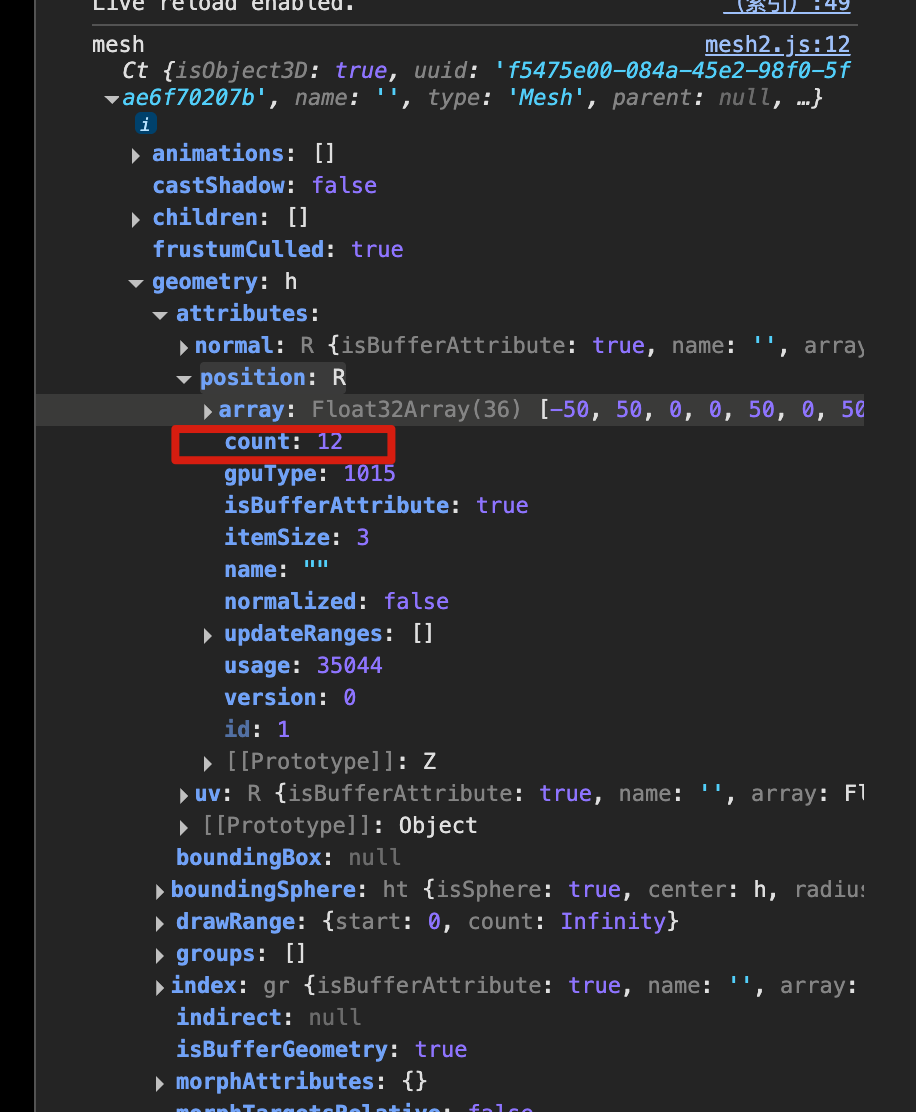 Live reload enabled. （索引）:49
mesh mesh2.js:12
Ct {isObject3D: true, uuid: 'f5475e00-084a-45e2-98f0-5f
ae6f70207b', name: '', type: 'Mesh', parent: null, …}
i
animations: []
castShadow: false
children: []
frustumCulled: true
geometry: h
attributes:
normal: R {isBufferAttribute: true, name: '', array
position: R
array: Float32Array(36) [-50, 50, 0, 0, 50, 0, 50
count: 12
gpuType: 1015
isBufferAttribute: true
itemSize: 3
name: ""
normalized: false
updateRanges: []
usage: 35044
version: 0
id: 1
[[Prototype]]: Z
uv: R {isBufferAttribute: true, name: '', array: Fl
[[Prototype]]: Object
boundingBox: null
boundingSphere: ht {isSphere: true, center: h, radius
drawRange: {start: 0, count: Infinity}
groups: []
index: gr {isBufferAttribute: true, name: '', array:
indirect: null
isBufferGeometry: true
morphAttributes: {}
morphTargetsRelative: false